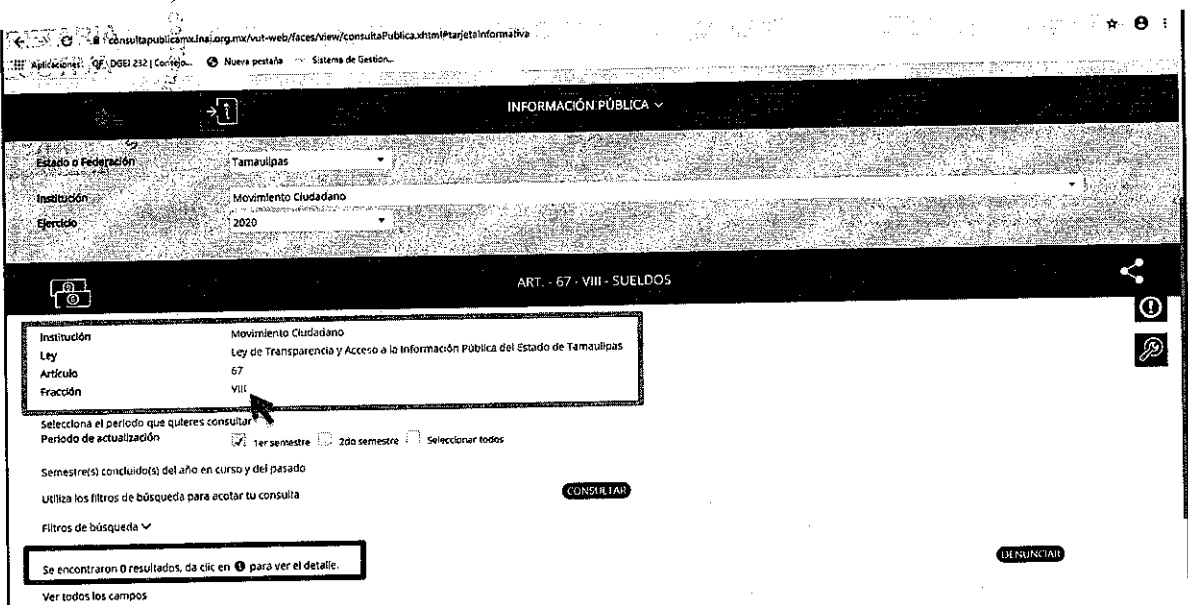 consultapublicamx.inai.org.mx/vut-web/faces/view/consultaPublica.xhtml#tarjetaInformativa
Aplicaciones QF DGEJ 232 | Consejo... Nueva pestaña Sistema de Gestion...
INFORMACIÓN PÚBLICA
Estado o Federación Tamaulipas
Institución Movimiento Ciudadano
Ejercicio 2020
ART. - 67 - VIII - SUELDOS
Institución Movimiento Ciudadano
Ley Ley de Transparencia y Acceso a la Información Pública del Estado de Tamaulipas
Artículo 67
Fracción VIII
Selecciona el periodo que quieres consultar
Periodo de actualización 1er semestre 2do semestre Seleccionar todos
Semestre(s) concluido(s) del año en curso y del pasado
Utiliza los filtros de búsqueda para acotar tu consulta
CONSULTAR
Filtros de búsqueda
Se encontraron 0 resultados, da clic en para ver el detalle.
DENUNCIAR
Ver todos los campos